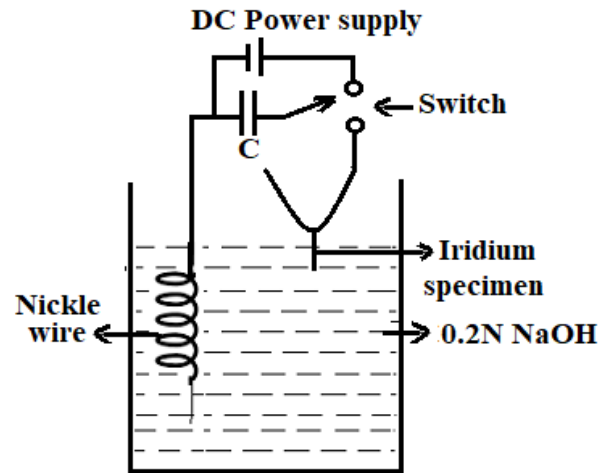 DC Power supply
Switch
C
Iridium
specimen
Nickle
wire
0.2N NaOH